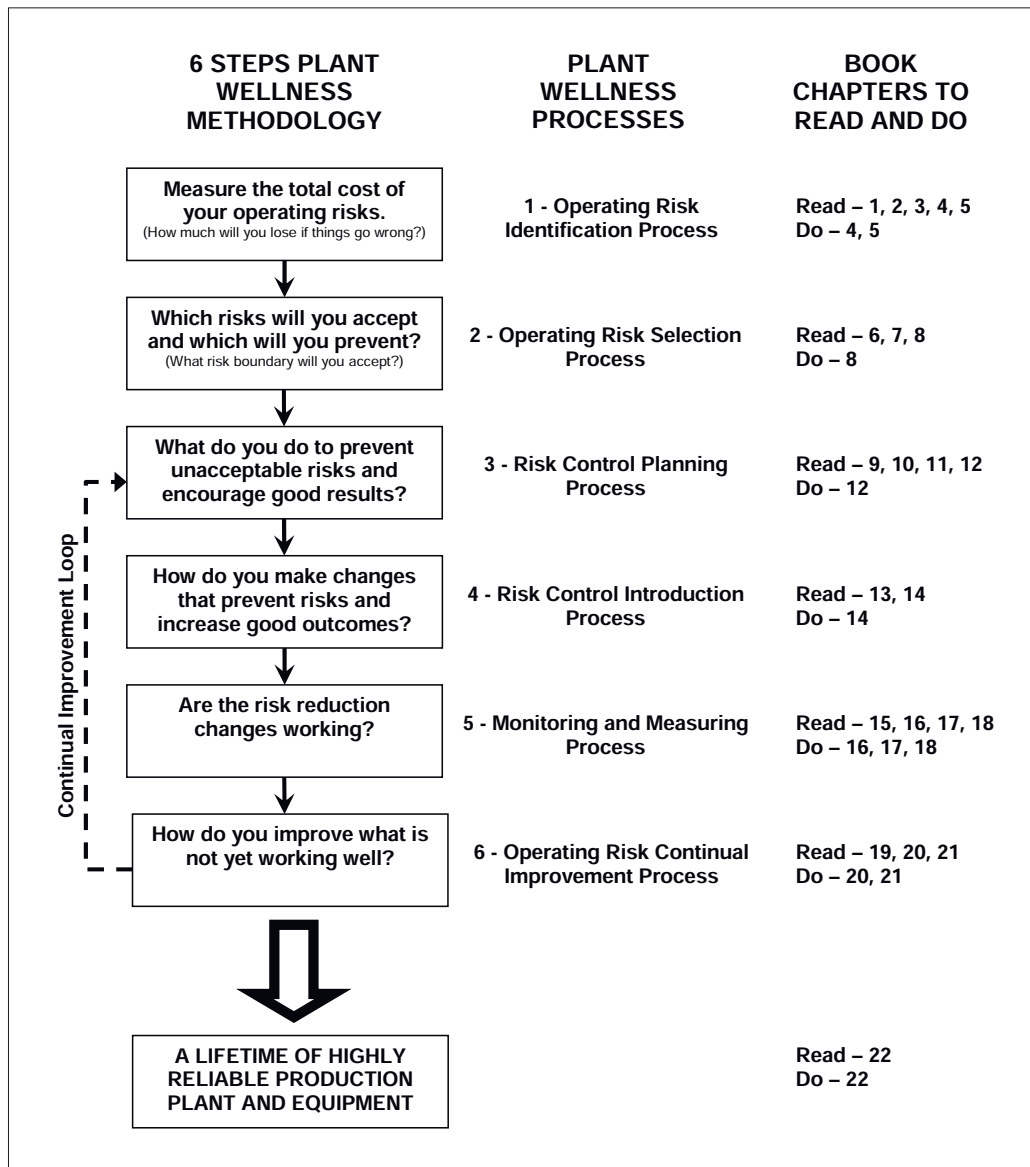 6 STEPS PLANT
WELLNESS
METHODOLOGY
PLANT
WELLNESS
PROCESSES
BOOK
CHAPTERS TO
READ AND DO
Measure the total cost of
your operating risks.
(How much will you lose if things go wrong?)
1 - Operating Risk
Identification Process
Read – 1, 2, 3, 4, 5
Do – 4, 5
Which risks will you accept
and which will you prevent?
(What risk boundary will you accept?)
2 - Operating Risk Selection
Process
Read – 6, 7, 8
Do – 8
What do you do to prevent
unacceptable risks and
encourage good results?
3 - Risk Control Planning
Process
Read – 9, 10, 11, 12
Do – 12
How do you make changes
that prevent risks and
increase good outcomes?
4 - Risk Control Introduction
Process
Read – 13, 14
Do – 14
Are the risk reduction
changes working?
5 - Monitoring and Measuring
Process
Read – 15, 16, 17, 18
Do – 16, 17, 18
How do you improve what is
not yet working well?
6 - Operating Risk Continual
Improvement Process
Read – 19, 20, 21
Do – 20, 21
Continual Improvement Loop
A LIFETIME OF HIGHLY
RELIABLE PRODUCTION
PLANT AND EQUIPMENT
Read – 22
Do – 22